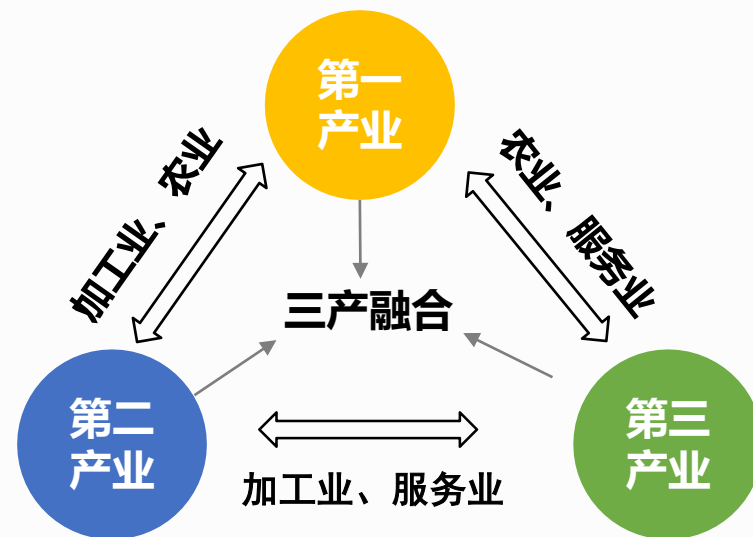 第一
产业
加工业、农业
农业、服务业
三产融合
第二
产业
第三
产业
加工业、服务业